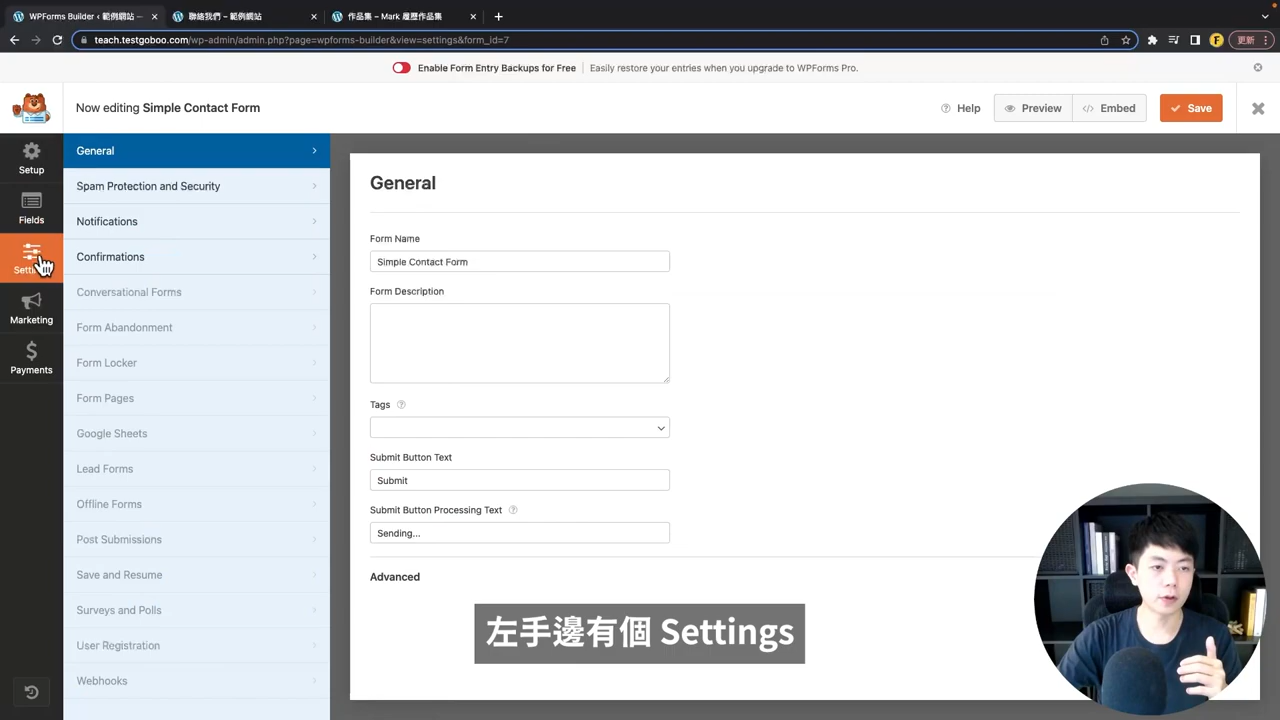 WPForms Builder ‹ 範例網站 —
聯絡我們 – 範例網站
作品集 – Mark 履歷作品集
teach.testgoboo.com/wp-admin/admin.php?page=wpforms-builder&view=settings&form_id=7
更新
Enable Form Entry Backups for Free
Easily restore your entries when you upgrade to WPForms Pro.
Now editing Simple Contact Form
Help
Preview
Embed
Save
Setup
Fields
Marketing
Payments
General
Spam Protection and Security
Notifications
Confirmations
Conversational Forms
Form Abandonment
Form Locker
Form Pages
Google Sheets
Lead Forms
Offline Forms
Post Submissions
Save and Resume
Surveys and Polls
User Registration
Webhooks
General
Form Name
Simple Contact Form
Form Description
Tags
Submit Button Text
Submit
Submit Button Processing Text
Sending...
Advanced
左手邊有個 Settings